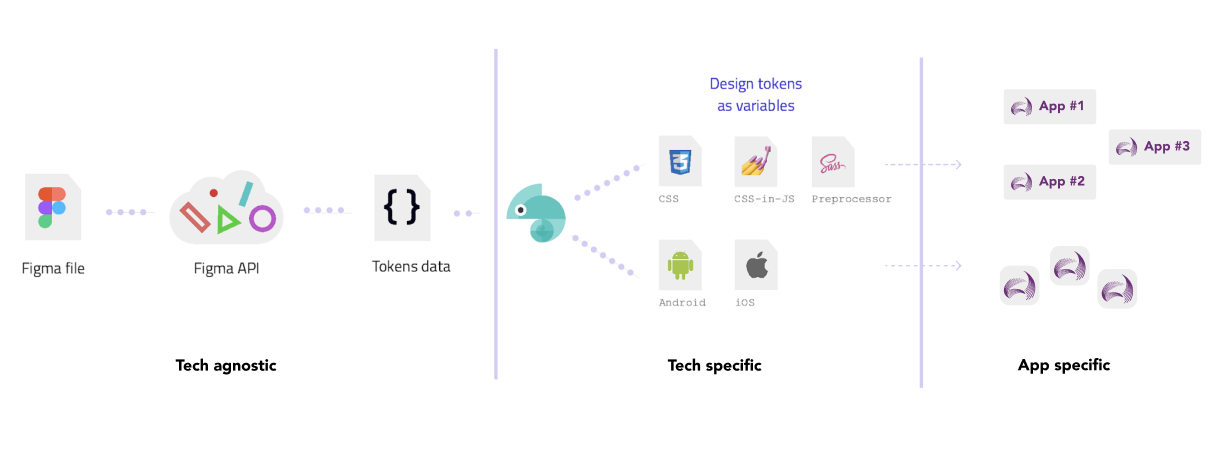 Figma file
Figma API
{ }
Tokens data
Design tokens
as variables
CSS
CSS-in-JS
Sass
Preprocessor
Android
iOS
App #1
App #3
App #2
Tech agnostic
Tech specific
App specific